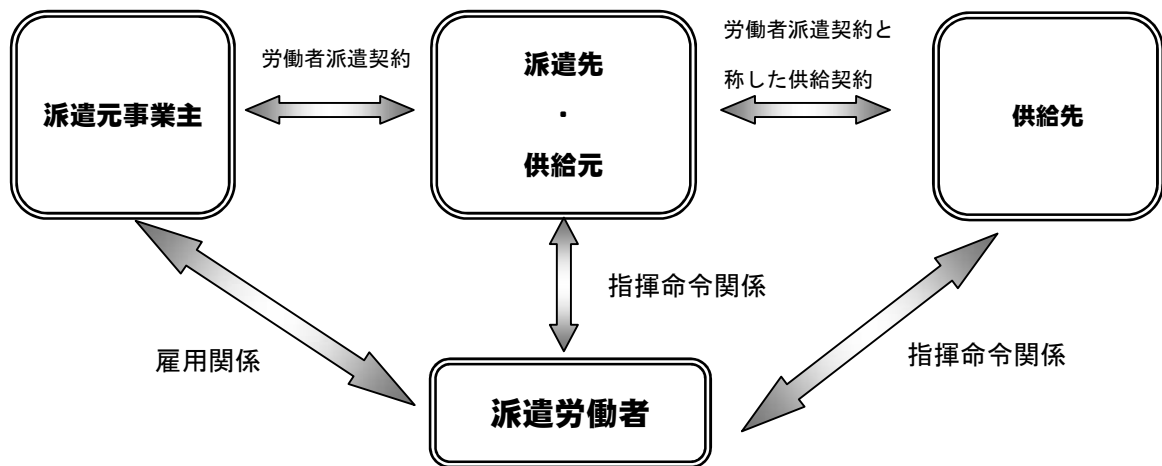 労働者派遣契約
派遣元事業主
派遣先
・
供給元
労働者派遣契約と
称した供給契約
供給先
雇用関係
指揮命令関係
指揮命令関係
派遣労働者